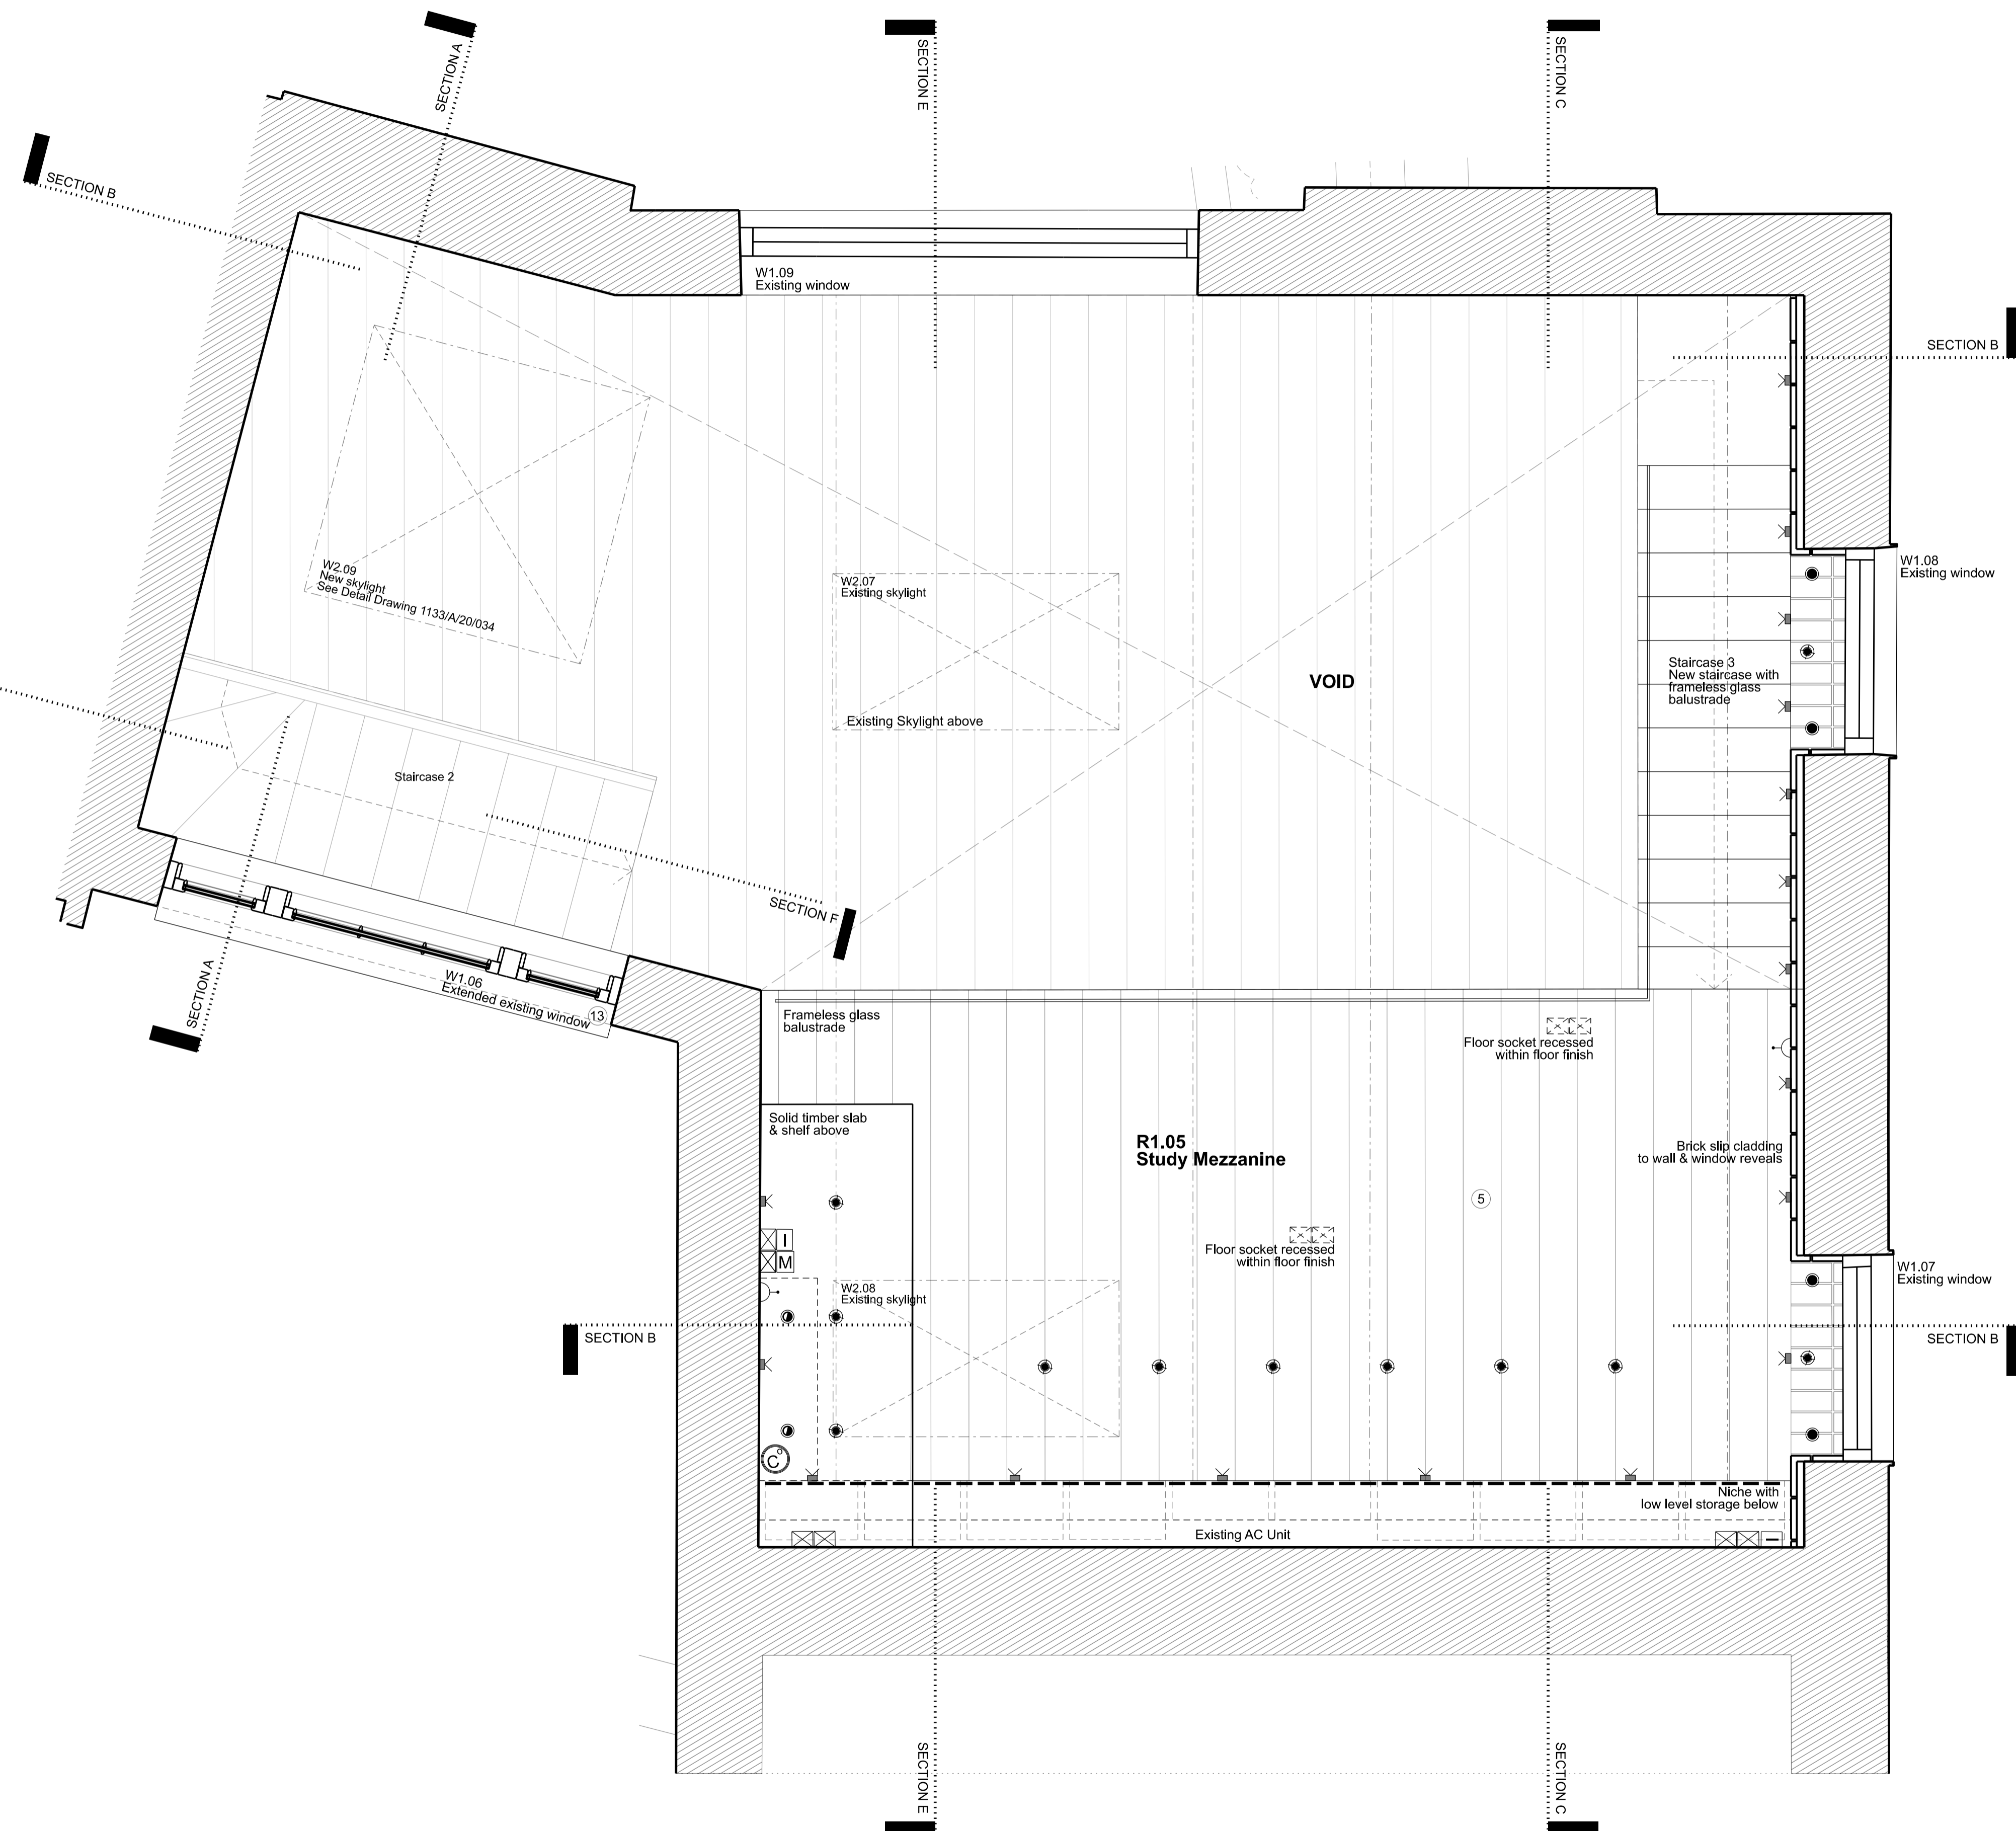 SECTION A
SECTION E
SECTION C
SECTION B
W1.09
Existing window
SECTION B
W2.09
New skylight
See Detail Drawing 1133/A/20/034
W2.07
Existing skylight
Existing Skylight above
VOID
Staircase 3
New staircase with
frameless glass
balustrade
W1.08
Existing window
Staircase 2
SECTION F
W1.06
Extended existing window
13
SECTION A
Frameless glass
balustrade
Floor socket recessed
within floor finish
Solid timber slab
& shelf above
R1.05
Study Mezzanine
Brick slip cladding
to wall & window reveals
5
I
M
Floor socket recessed
within floor finish
W2.08
Existing skylight
W1.07
Existing window
SECTION B
SECTION B
C°
Niche with
low level storage below
Existing AC Unit
I
SECTION E
SECTION C